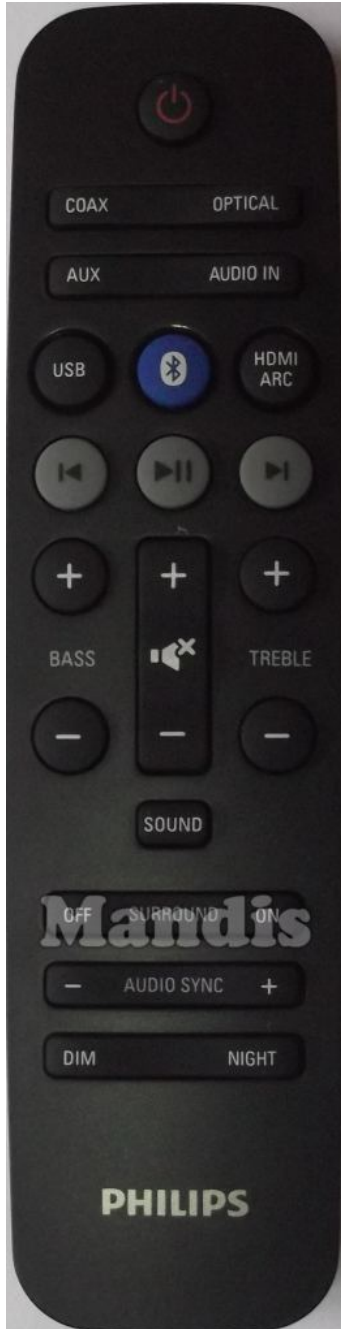 COAX OPTICAL
AUX AUDIO IN
USB HDMI
ARC
+ + +
BASS TREBLE
- - -
SOUND
OFF SURROUND ON
Mandis
- AUDIO SYNC +
DIM NIGHT
PHILIPS